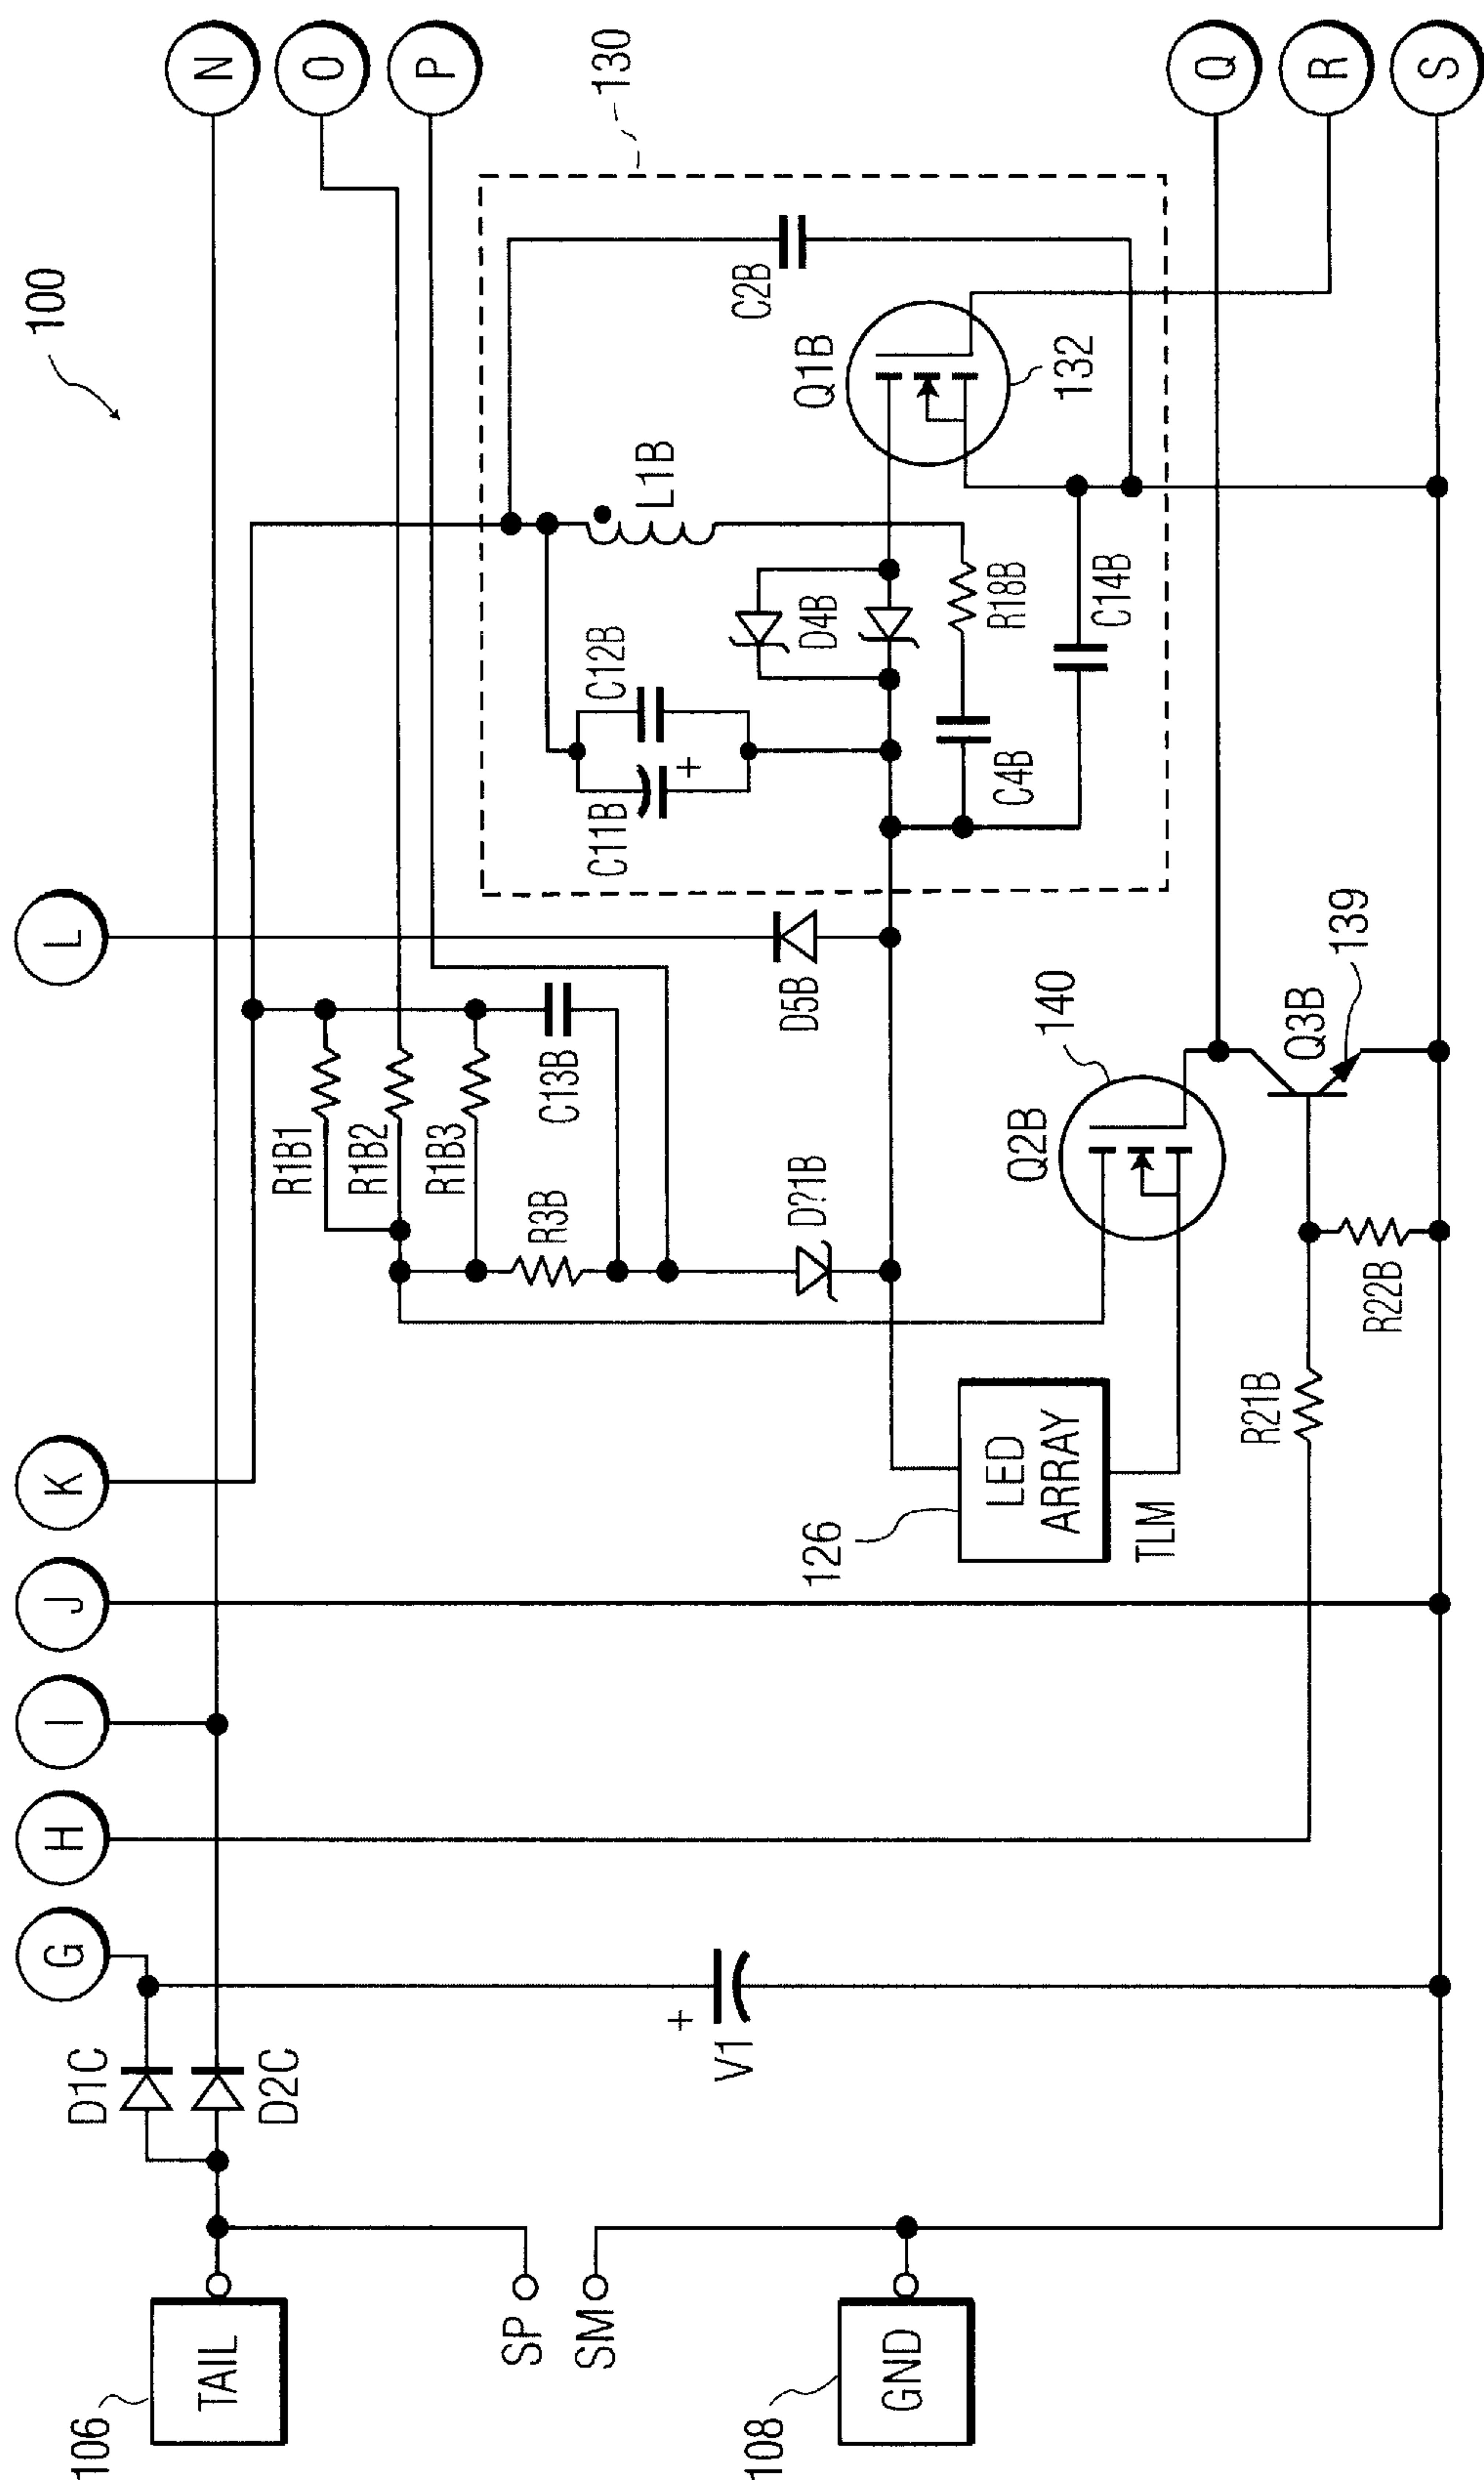 100
G
H
I
J
K
L
N
O
P
D1C
D2C
R1B1
R1B2
R1B3
C13B
R3B
130
C11B
C12B
+
L1B
C2B
106
TAIL
SP
SM
+
V1
D?1B
D5B
D4B
Q1B
132
R18B
C4B
C14B
126
LED
ARRAY
TLM
Q2B
140
108
GND
R21B
R22B
Q3B
139
Q
R
S